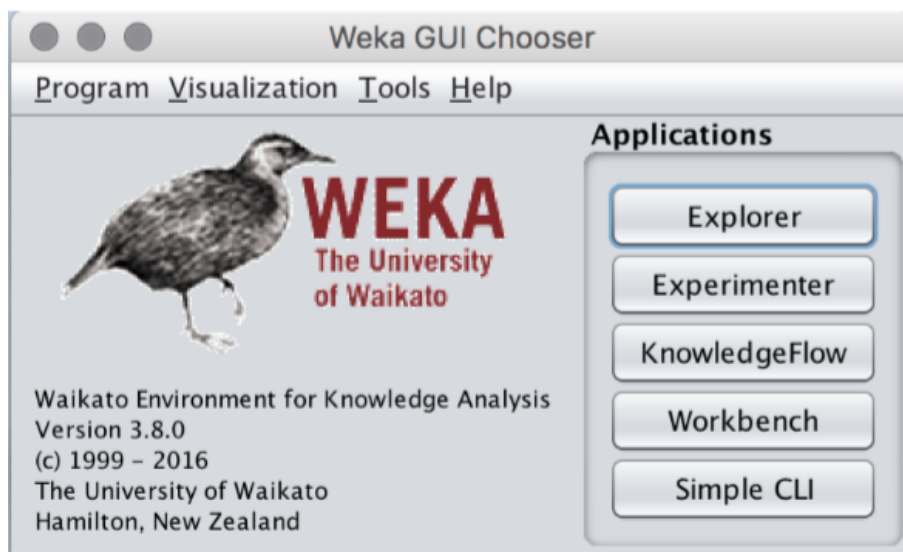 Weka GUI Chooser
Program Visualization Tools Help
WEKA
The University
of Waikato
Waikato Environment for Knowledge Analysis
Version 3.8.0
(c) 1999 – 2016
The University of Waikato
Hamilton, New Zealand
Applications
Explorer
Experimenter
KnowledgeFlow
Workbench
Simple CLI